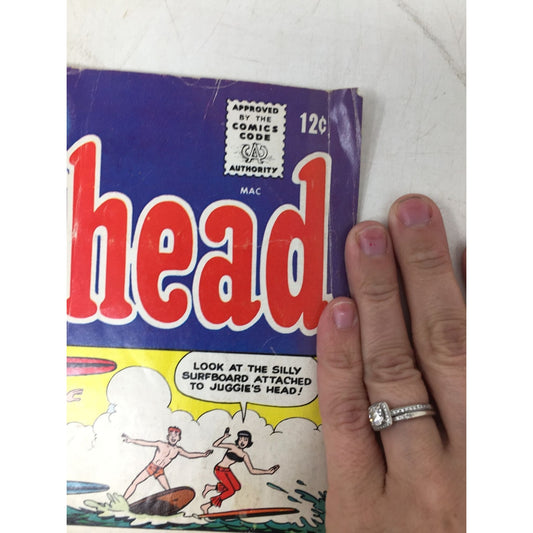 APPROVED
BY THE
COMICS
CODE
CA
AUTHORITY
12¢
MAC
head
LOOK AT THE SILLY
SURFBOARD ATTACHED
TO JUGGIE'S HEAD!